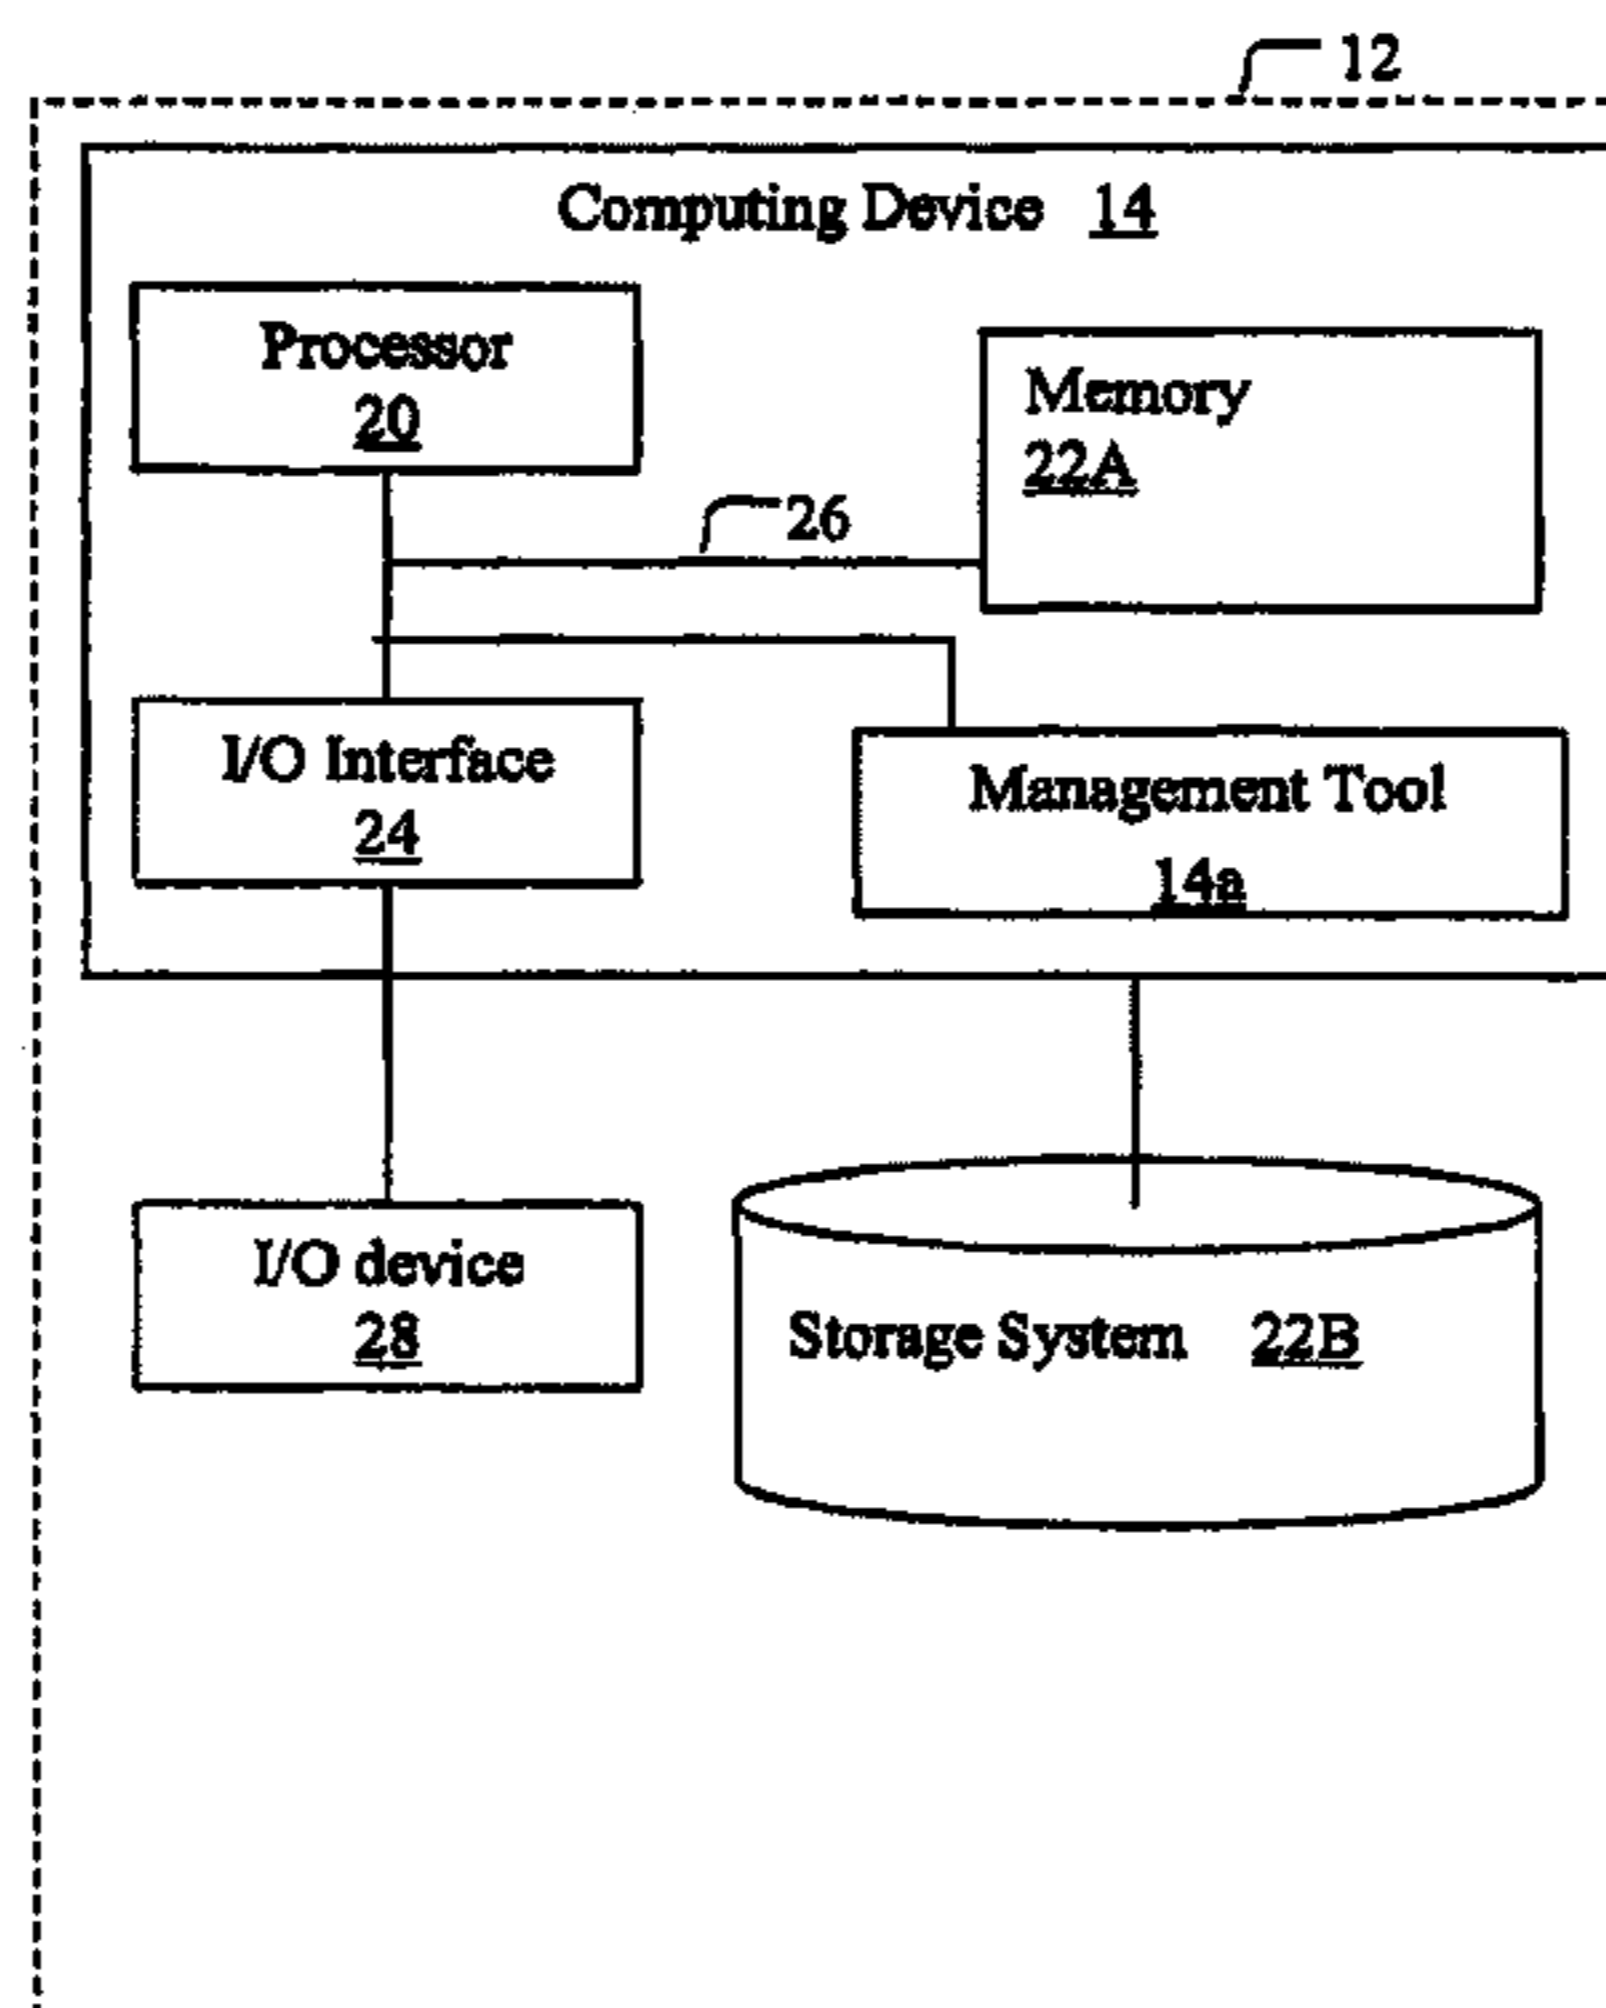 12
Computing Device 14
Processor
20
Memory
22A
26
I/O Interface
24
Management Tool
14a
I/O device
28
Storage System 22B